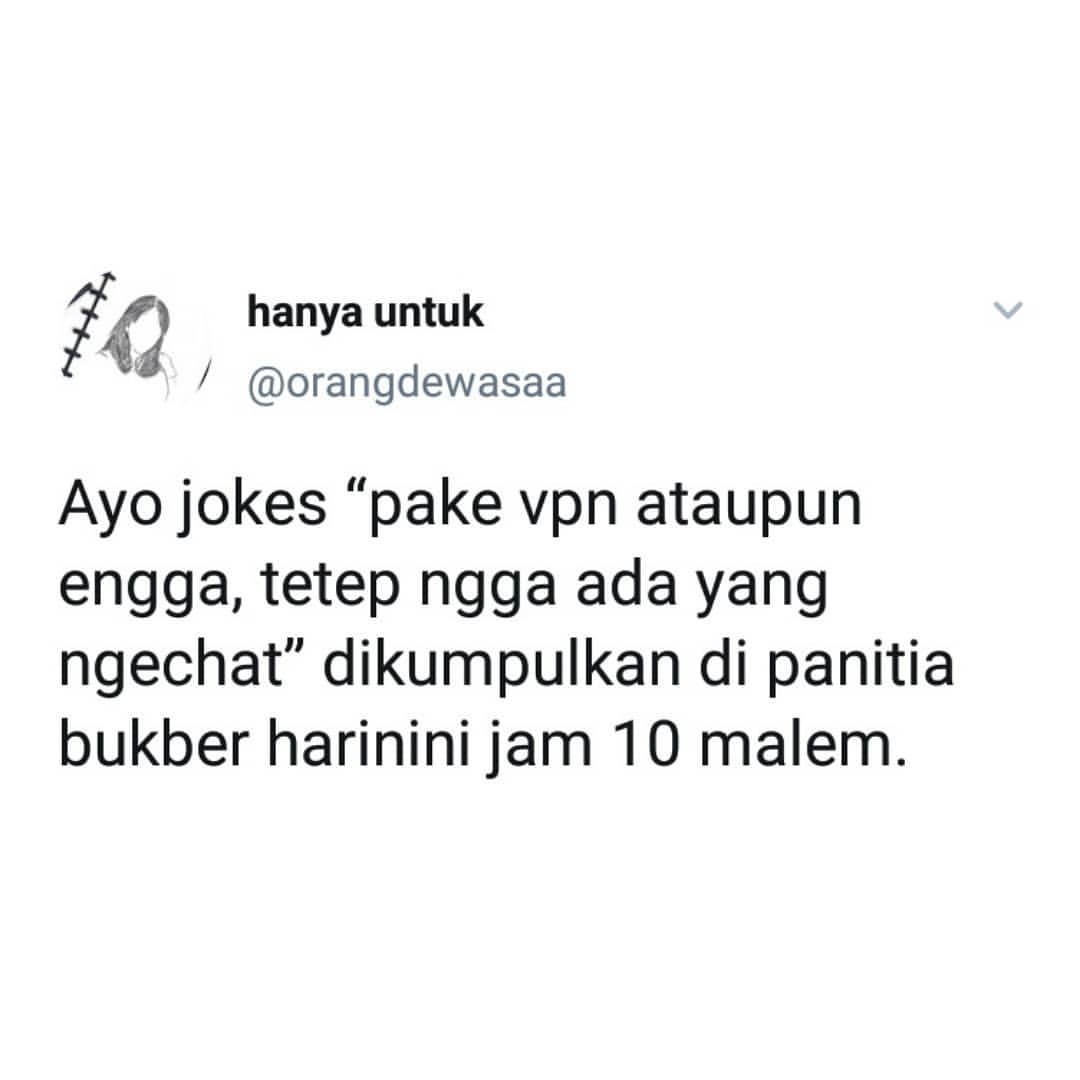 hanya untuk
@orangdewasaa
Ayo jokes “pake vpn ataupun
engga, tetep ngga ada yang
ngechat” dikumpulkan di panitia
bukber harinini jam 10 malem.